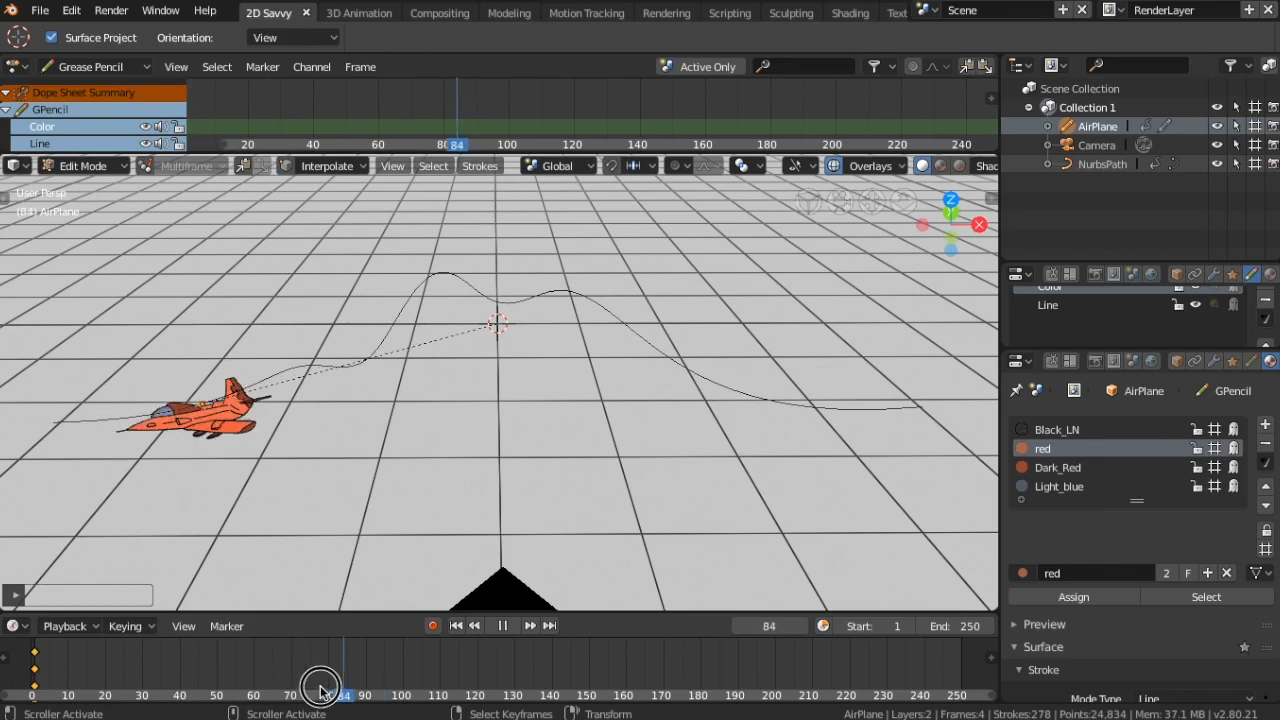 File Edit Render Window Help 2D Savvy 3D Animation Compositing Modeling Motion Tracking Rendering Scripting Sculpting Shading Text Scene RenderLayer
Surface Project Orientation: View
Grease Pencil View Select Marker Channel Frame Active Only
Dope Sheet Summary
GPencil
Color
Line
20 40 60 80 84 100 120 140 160 180 200 220 240
Edit Mode Multiframe Interpolate View Select Strokes Global Overlays Sha
User Persp
(84) AirPlane
Z
Y
X
Scene Collection
Collection 1
AirPlane
Camera
NurbsPath
Color
Line
AirPlane GPencil
Black_LN
red
Dark_Red
Light_blue
red 2 F
Assign Select
Preview
Surface
Stroke
Mode Type Line
Playback Keying View Marker 84 Start: 1 End: 250
0 10 20 30 40 50 60 70 84 90 100 110 120 130 140 150 160 170 180 190 200 210 220 230 240 250
Scroller Activate Scroller Activate Select Keyframes Transform AirPlane | Layers:2 | Frames:4 | Strokes:278 | Points:24,834 | Mem: 37.1 MB | v2.80.21